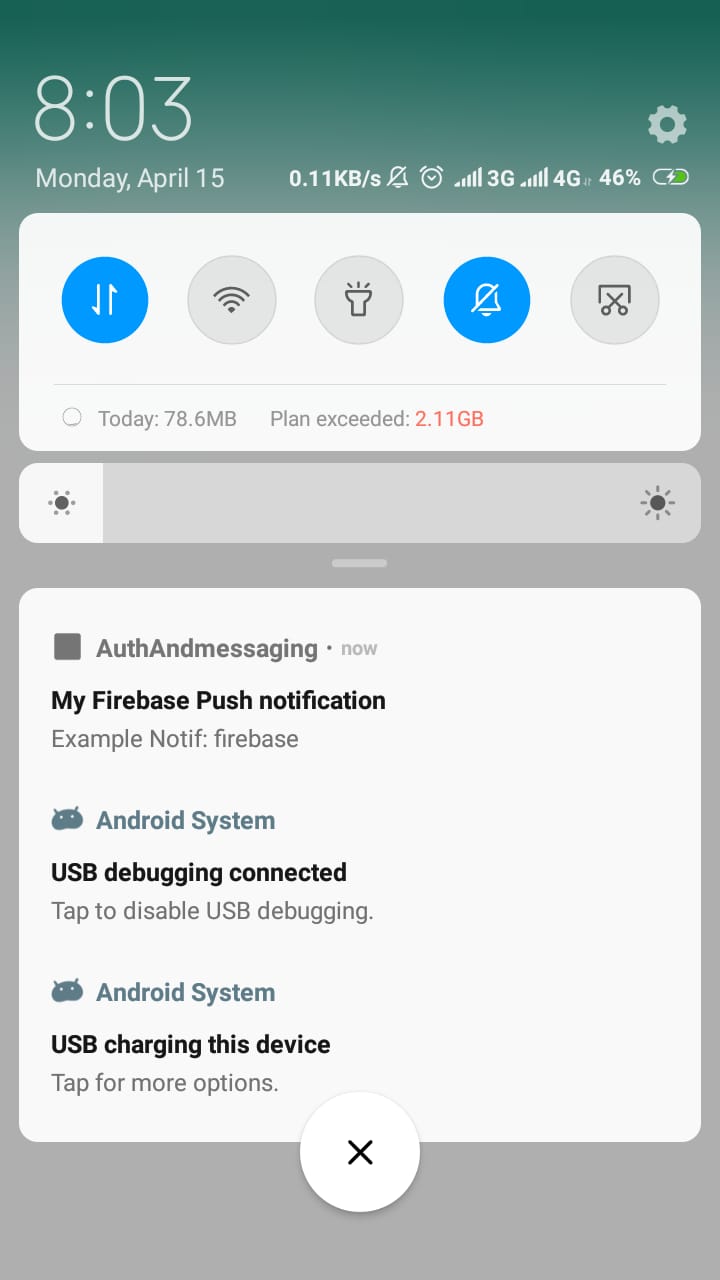 8:03
Monday, April 15 0.11KB/s 3G 4G 46%
Today: 78.6MB Plan exceeded: 2.11GB
AuthAndmessaging • now
My Firebase Push notification
Example Notif: firebase
Android System
USB debugging connected
Tap to disable USB debugging.
Android System
USB charging this device
Tap for more options.